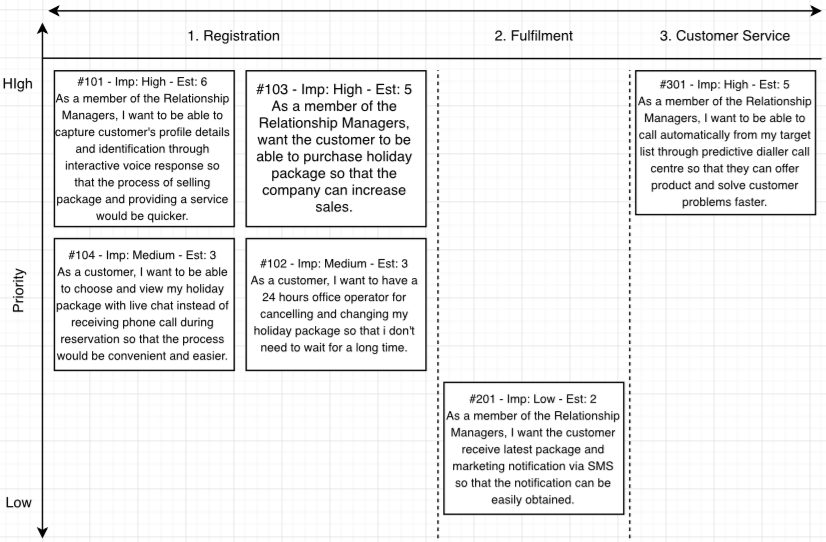 1. Registration
2. Fulfilment
3. Customer Service
HIgh
Priority
Low
#101 - Imp: High - Est: 6
As a member of the Relationship
Managers, I want to be able to
capture customer's profile details
and identification through
interactive voice response so
that the process of selling
package and providing a service
would be quicker.
#103 - Imp: High - Est: 5
As a member of the
Relationship Managers,
want the customer to be
able to purchase holiday
package so that the
company can increase
sales.
#301 - Imp: High - Est: 5
As a member of the Relationship
Managers, I want to be able to
call automatically from my target
list through predictive dialler call
centre so that they can offer
product and solve customer
problems faster.
#104 - Imp: Medium - Est: 3
As a customer, I want to be able
to choose and view my holiday
package with live chat instead of
receiving phone call during
reservation so that the process
would be convenient and easier.
#102 - Imp: Medium - Est: 3
As a customer, I want to have a
24 hours office operator for
cancelling and changing my
holiday package so that i don't
need to wait for a long time.
#201 - Imp: Low - Est: 2
As a member of the Relationship
Managers, I want the customer
receive latest package and
marketing notification via SMS
so that the notification can be
easily obtained.